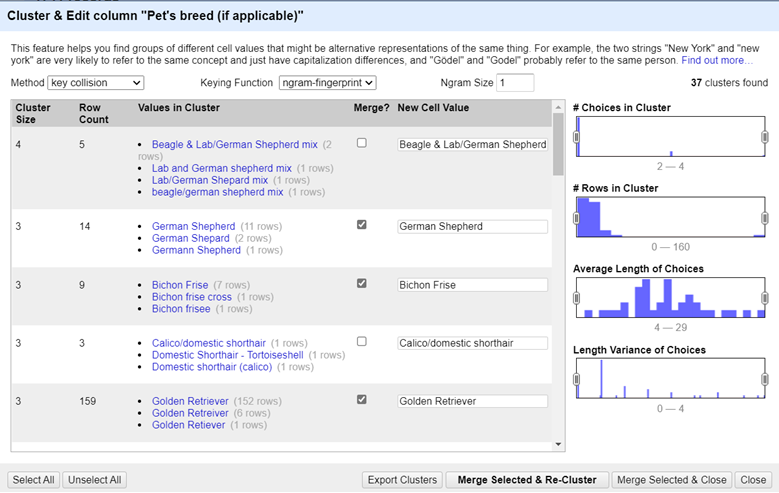 Cluster & Edit column "Pet's breed (if applicable)"
This feature helps you find groups of different cell values that might be alternative representations of the same thing. For example, the two strings "New York" and "new
york" are very likely to refer to the same concept and just have capitalization differences, and "Gödel" and "Godel" probably refer to the same person. Find out more…
Method key collision Keying Function ngram-fingerprint Ngram Size 1 37 clusters found
Cluster Size Row Count Values in Cluster Merge? New Cell Value
4 5 • Beagle & Lab/German Shepherd mix (2 rows) Beagle & Lab/German Shepherd
• Lab and German shepherd mix (1 rows)
• Lab/German Shepard mix (1 rows)
• beagle/german shepherd mix (1 rows)
3 14 • German Shepherd (11 rows) German Shepherd
• German Shepard (2 rows)
• Germann Shepherd (1 rows)
3 9 • Bichon Frise (7 rows) Bichon Frise
• Bichon frise cross (1 rows)
• Bichon frisee (1 rows)
3 3 • Calico/domestic shorthair (1 rows) Calico/domestic shorthair
• Domestic Shorthair - Tortoiseshell (1 rows)
• Domestic shorthair (calico) (1 rows)
3 159 • Golden Retriever (152 rows) Golden Retriever
• Golden Retreiver (6 rows)
• Golden Retiever (1 rows)
# Choices in Cluster
2 — 4
# Rows in Cluster
0 — 160
Average Length of Choices
4 — 29
Length Variance of Choices
0 — 4
Select All Unselect All Export Clusters Merge Selected & Re-Cluster Merge Selected & Close Close